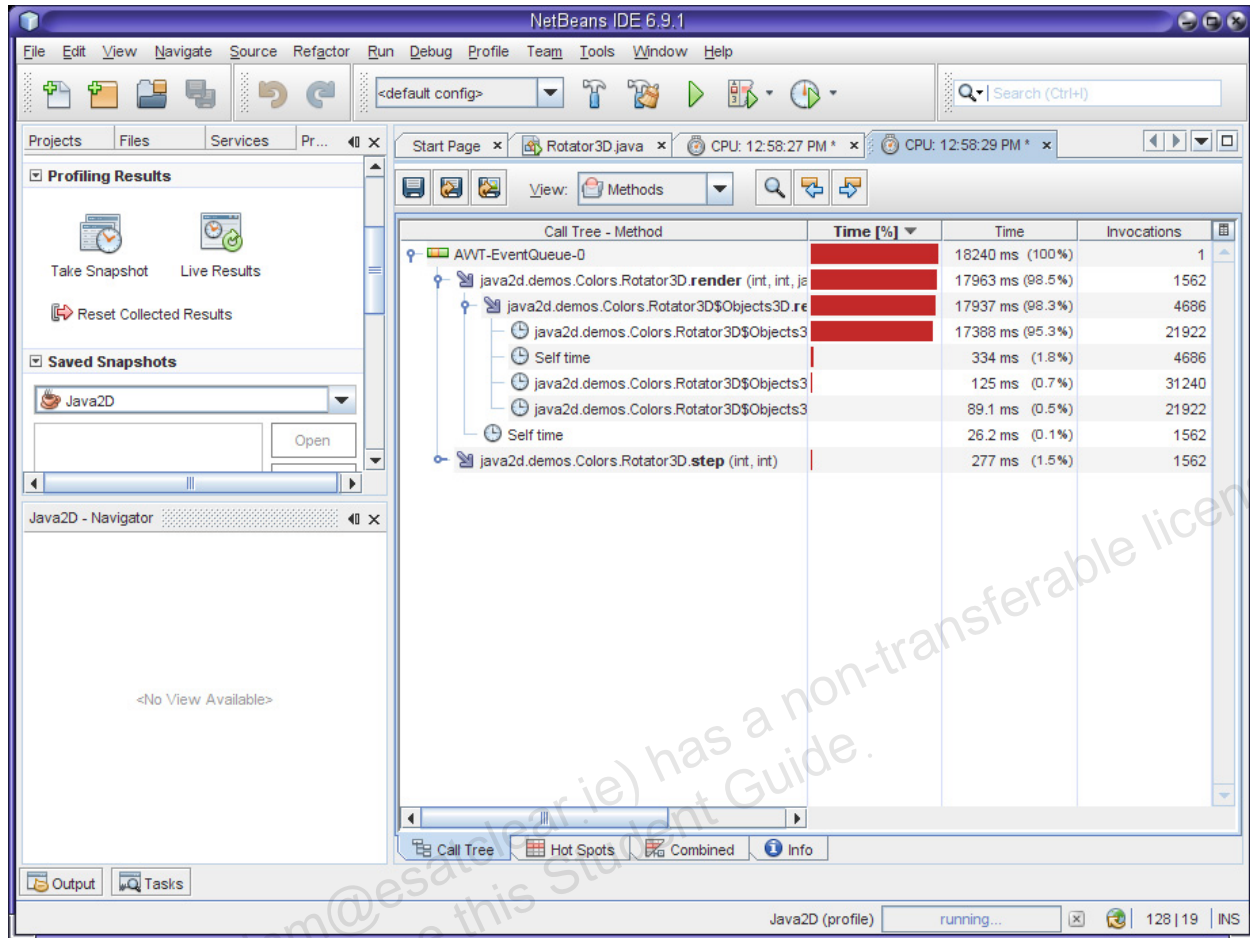 NetBeans IDE 6.9.1
File Edit View Navigate Source Refactor Run Debug Profile Team Tools Window Help
<default config>
Search (Ctrl+I)
Projects Files Services Pr...
Start Page Rotator3D.java CPU: 12:58:27 PM * CPU: 12:58:29 PM *
Profiling Results
View: Methods
Take Snapshot Live Results
Reset Collected Results
Saved Snapshots
Java2D
Open
Call Tree - Method Time [%] Time Invocations
AWT-EventQueue-0 18240 ms (100%) 1
java2d.demos.Colors.Rotator3D.render (int, int, ja 17963 ms (98.5%) 1562
java2d.demos.Colors.Rotator3D$Objects3D.re 17937 ms (98.3%) 4686
java2d.demos.Colors.Rotator3D$Objects3 17388 ms (95.3%) 21922
Self time 334 ms (1.8%) 4686
java2d.demos.Colors.Rotator3D$Objects3 125 ms (0.7%) 31240
java2d.demos.Colors.Rotator3D$Objects3 89.1 ms (0.5%) 21922
Self time 26.2 ms (0.1%) 1562
java2d.demos.Colors.Rotator3D.step (int, int) 277 ms (1.5%) 1562
Java2D - Navigator
<No View Available>
Call Tree Hot Spots Combined Info
Output Tasks
Java2D (profile) running... 128|19 INS
has a non-transferable
this Student Guide.